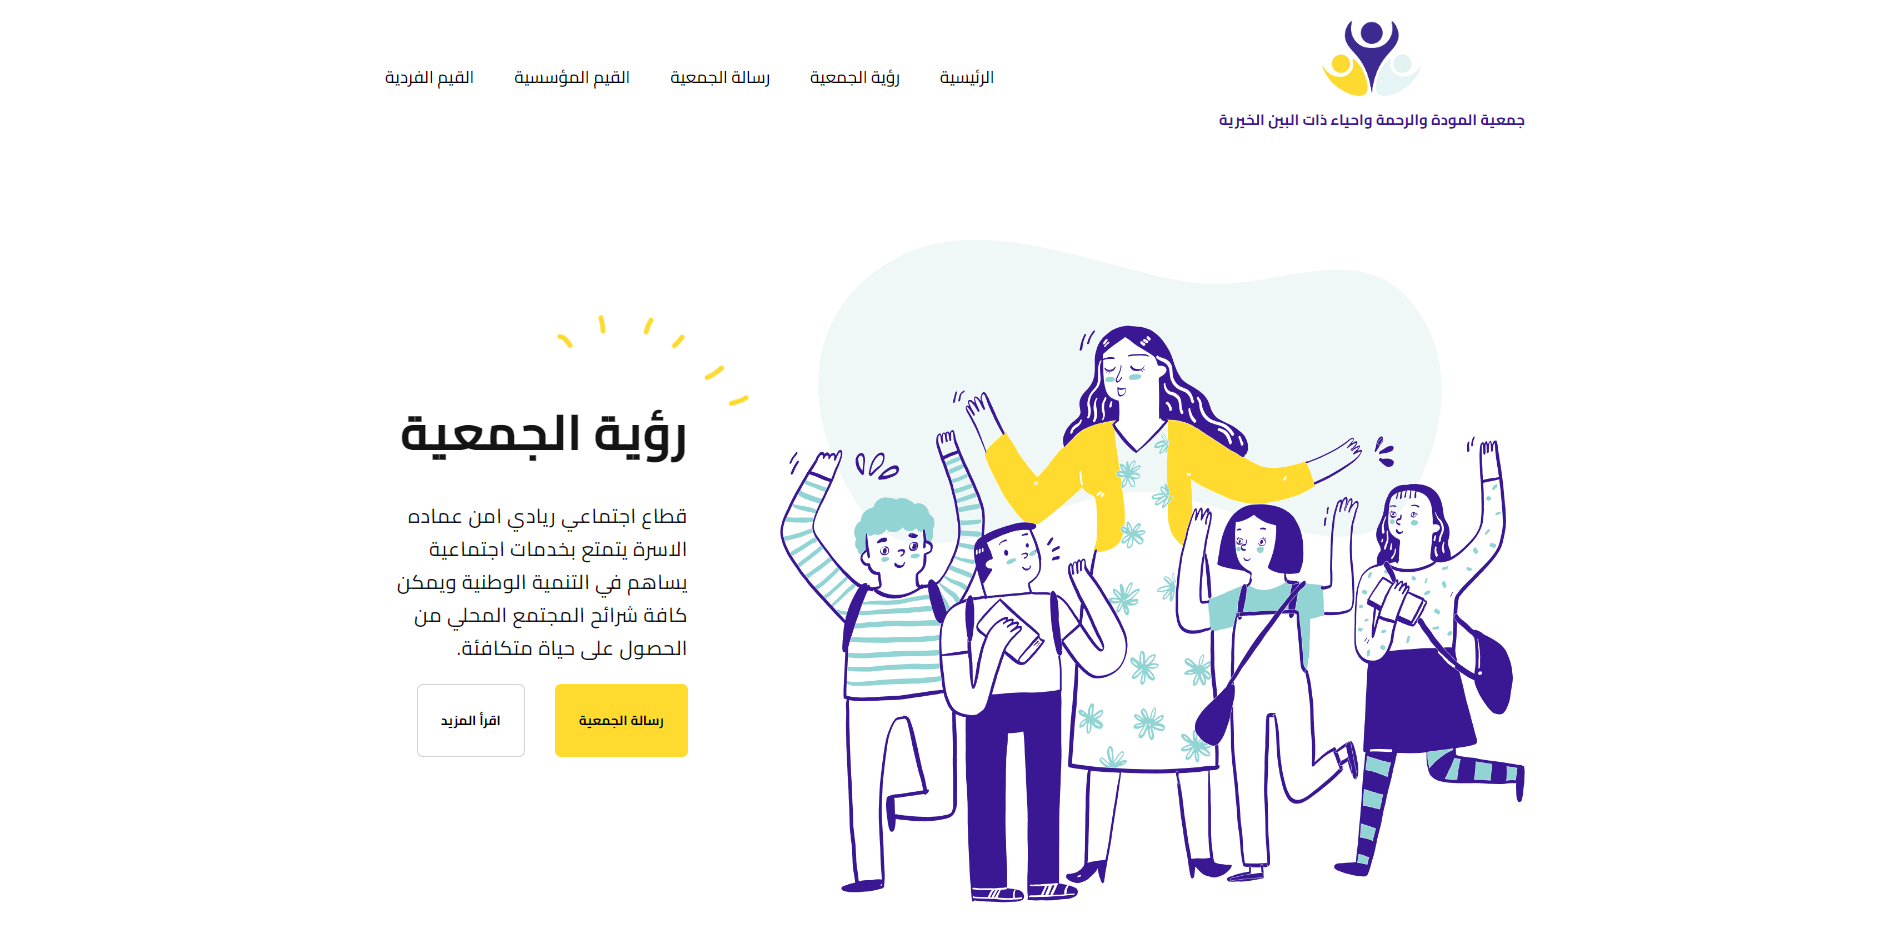 جمعية المودة والرحمة واحياء ذات البين الخيرية
الرئيسية
رؤية الجمعية
رسالة الجمعية
القيم المؤسسية
القيم الفردية
رؤية الجمعية
قطاع اجتماعي ريادي امن عماده
الاسرة يتمتع بخدمات اجتماعية
يساهم في التنمية الوطنية ويمكن
كافة شرائح المجتمع المحلي من
الحصول على حياة متكافئة.
رسالة الجمعية
اقرأ المزيد